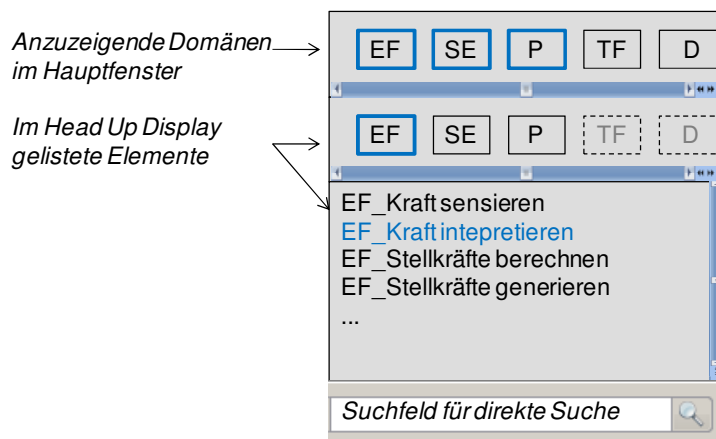 Anzuzeigende Domänen
im Hauptfenster
EF SE P TF D
Im Head Up Display
gelistete Elemente
EF SE P TF D
EF_Kraft sensieren
EF_Kraft intepretieren
EF_Stellkräfte berechnen
EF_Stellkräfte generieren
...
Suchfeld für direkte Suche